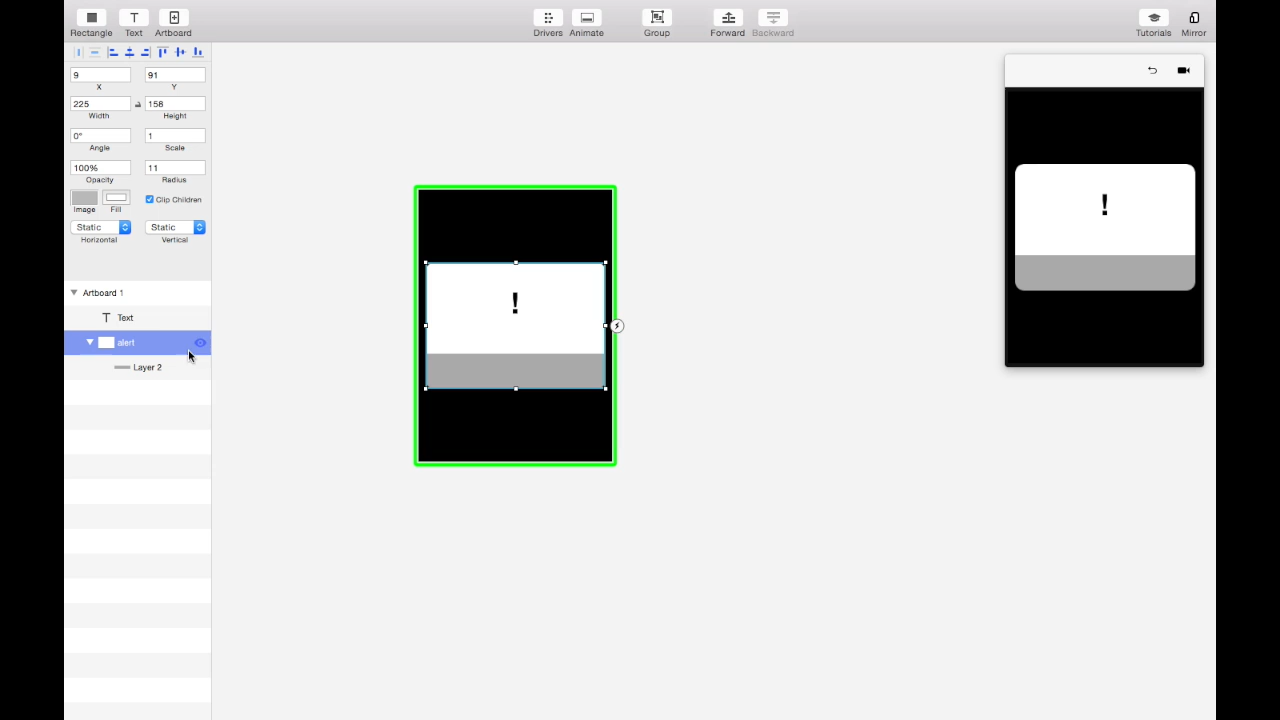 Rectangle Text Artboard Drivers Animate Group Forward Backward Tutorials Mirror
9 91
X Y
225 158
Width Height
0° 1
Angle Scale
100% 11
Opacity Radius
Clip Children
Image Fill
Static Static
Horizontal Vertical
Artboard 1
T Text
alert
Layer 2
!
!